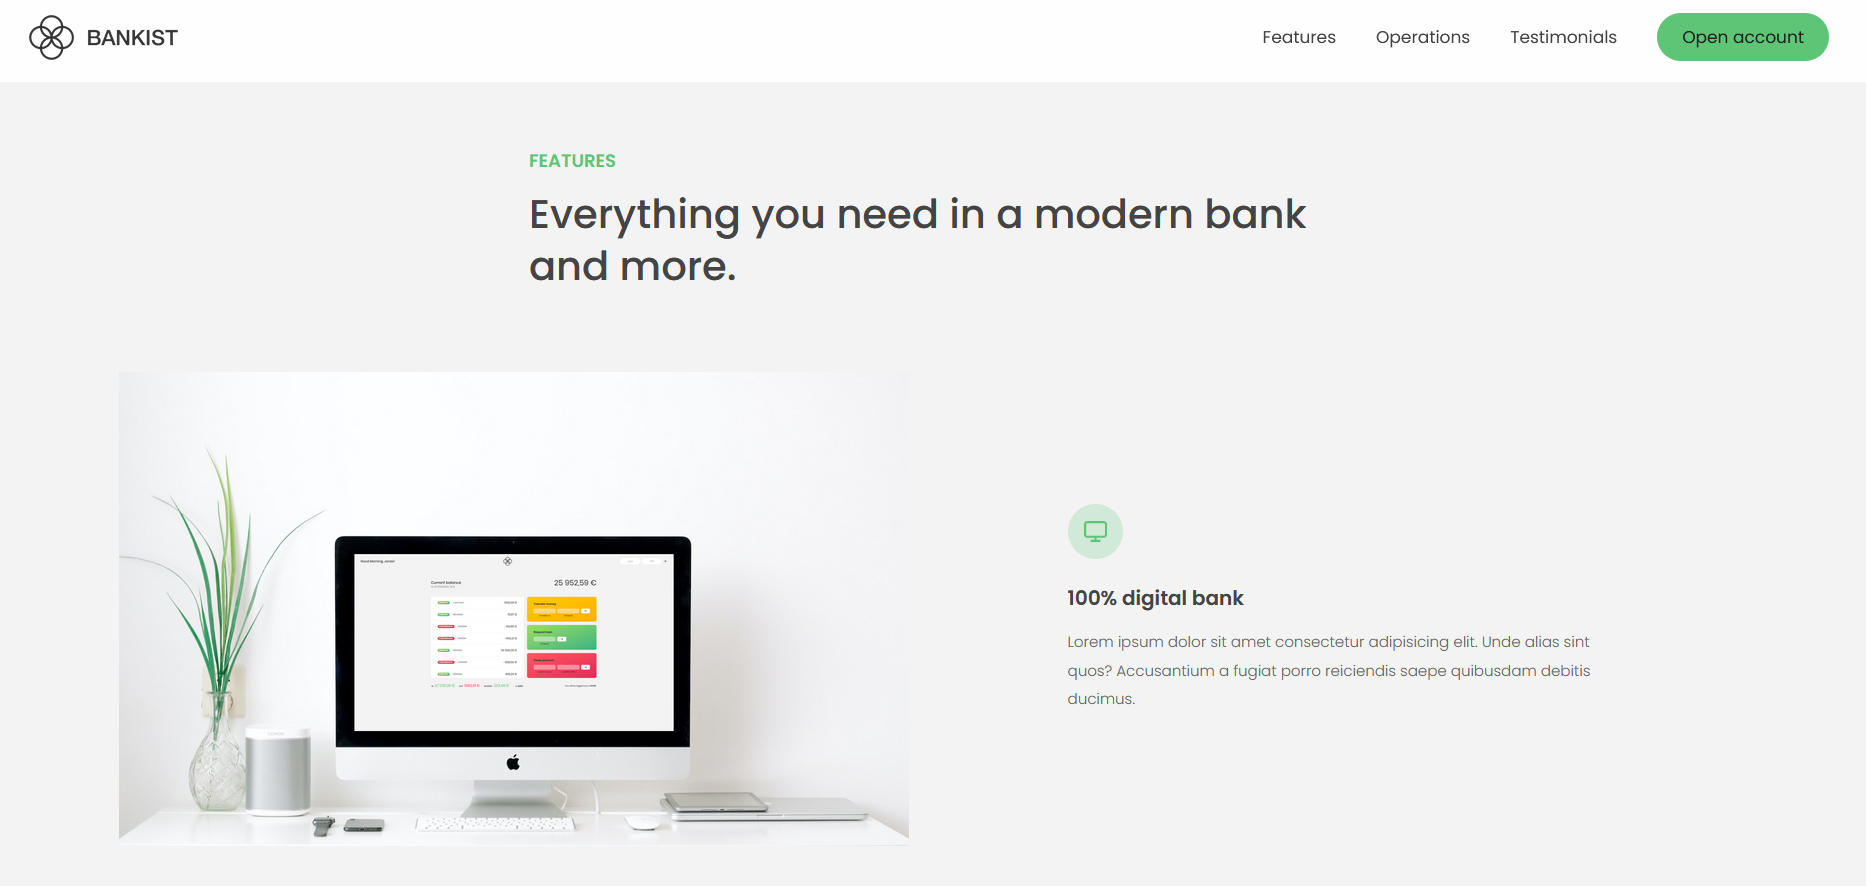 BANKIST
Features
Operations
Testimonials
Open account
FEATURES
Everything you need in a modern bank
and more.
Current balance
25 952,59 €
100% digital bank
Lorem ipsum dolor sit amet consectetur adipisicing elit. Unde alias sint
quos? Accusantium a fugiat porro reiciendis saepe quibusdam debitis
ducimus.